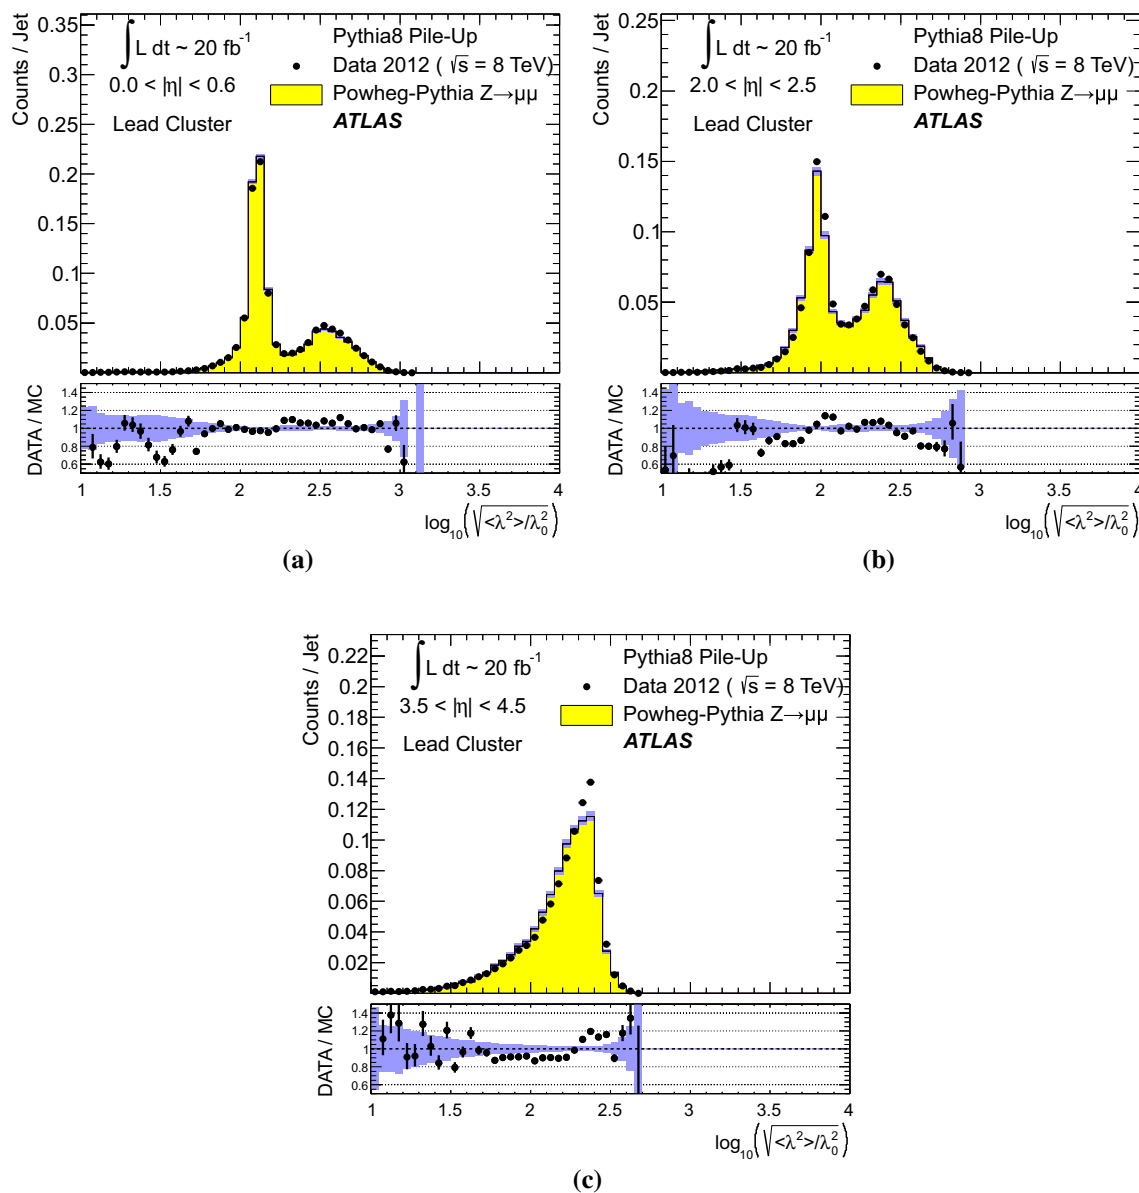 Counts / Jet
∫ L dt ~ 20 fb⁻¹
0.0 < |η| < 0.6
Lead Cluster
Pythia8 Pile-Up
Data 2012 ( √s = 8 TeV)
Powheg-Pythia Z→μμ
ATLAS
0.35
0.3
0.25
0.2
0.15
0.1
0.05
DATA / MC
1.4
1.2
1
0.8
0.6
1 1.5 2 2.5 3 3.5 4
log₁₀(√<λ²>/λ₀²)
(a)
Counts / Jet
∫ L dt ~ 20 fb⁻¹
2.0 < |η| < 2.5
Lead Cluster
Pythia8 Pile-Up
Data 2012 ( √s = 8 TeV)
Powheg-Pythia Z→μμ
ATLAS
0.25
0.2
0.15
0.1
0.05
DATA / MC
1.4
1.2
1
0.8
0.6
1 1.5 2 2.5 3 3.5 4
log₁₀(√<λ²>/λ₀²)
(b)
Counts / Jet
∫ L dt ~ 20 fb⁻¹
3.5 < |η| < 4.5
Lead Cluster
Pythia8 Pile-Up
Data 2012 ( √s = 8 TeV)
Powheg-Pythia Z→μμ
ATLAS
0.22
0.2
0.18
0.16
0.14
0.12
0.1
0.08
0.06
0.04
0.02
DATA / MC
1.4
1.2
1
0.8
0.6
1 1.5 2 2.5 3 3.5 4
log₁₀(√<λ²>/λ₀²)
(c)